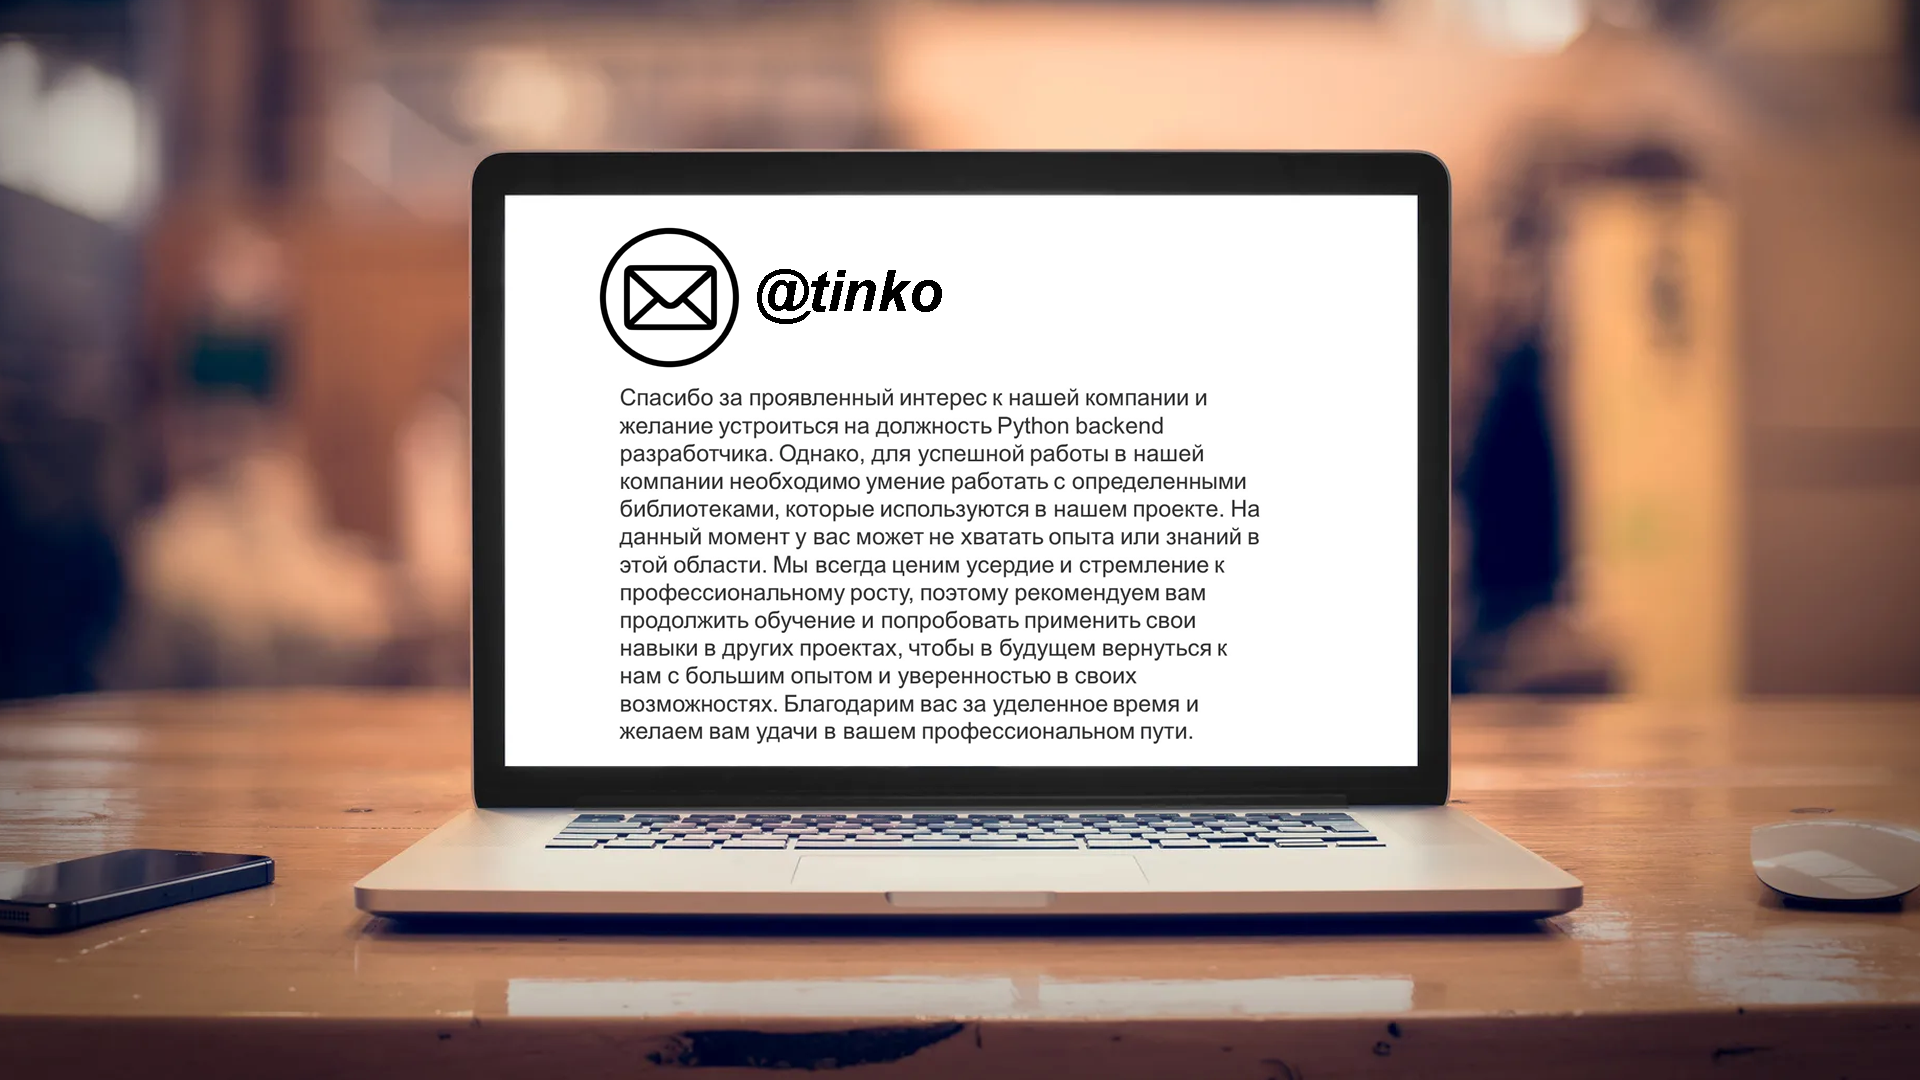 @tinko
Спасибо за проявленный интерес к нашей компании и
желание устроиться на должность Python backend
разработчика. Однако, для успешной работы в нашей
компании необходимо умение работать с определенными
библиотеками, которые используются в нашем проекте. На
данный момент у вас может не хватать опыта или знаний в
этой области. Мы всегда ценим усердие и стремление к
профессиональному росту, поэтому рекомендуем вам
продолжить обучение и попробовать применить свои
навыки в других проектах, чтобы в будущем вернуться к
нам с большим опытом и уверенностью в своих
возможностях. Благодарим вас за уделенное время и
желаем вам удачи в вашем профессиональном пути.